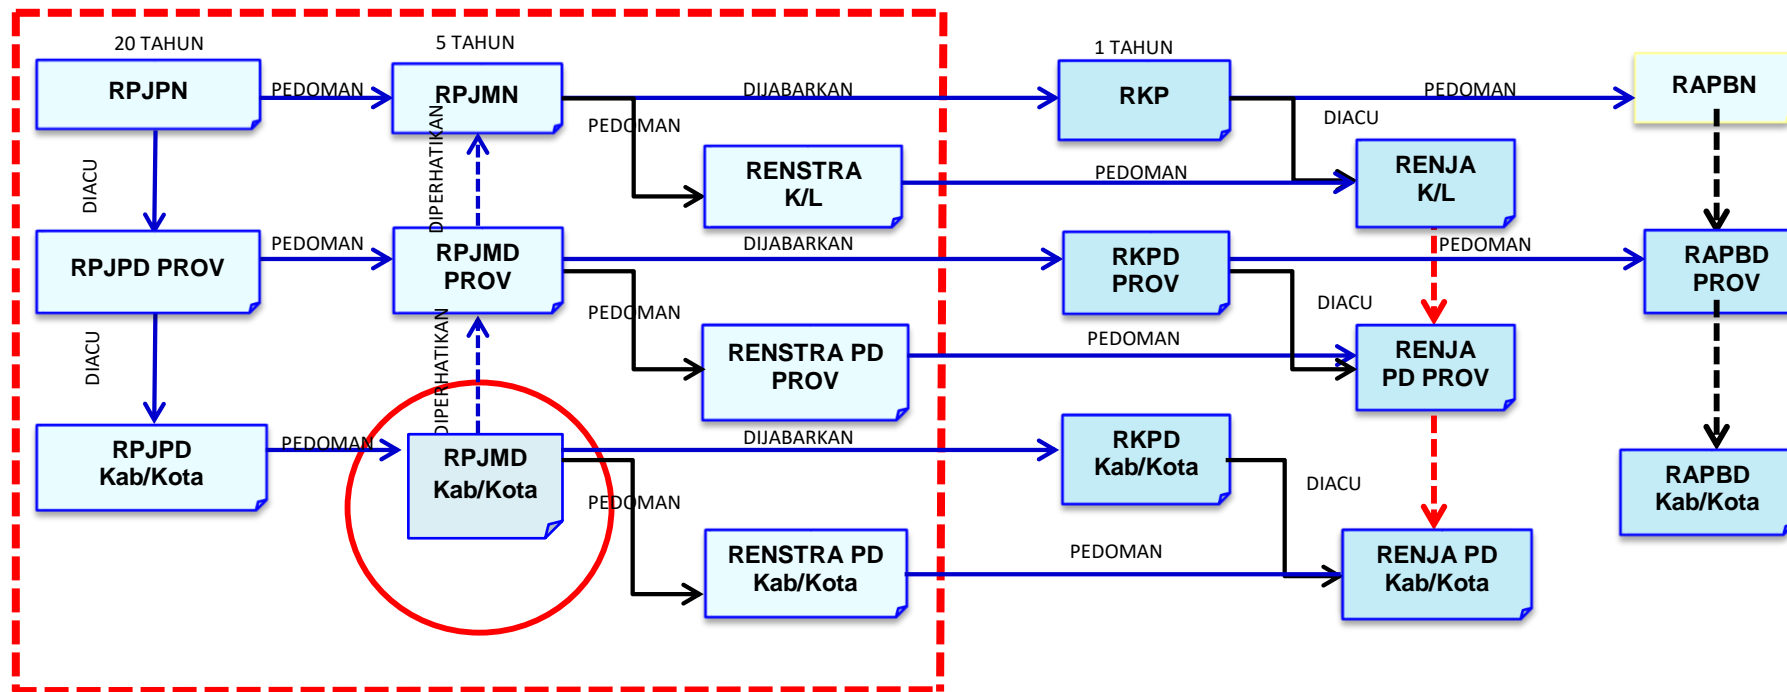 20 TAHUN
5 TAHUN
1 TAHUN
RPJPN
PEDOMAN
RPJMN
DIJABARKAN
RKP
PEDOMAN
RAPBN
PEDOMAN
DIACU
DIPERHATIKAN
RENSTRA
K/L
PEDOMAN
RENJA
K/L
DIACU
RPJPD PROV
PEDOMAN
RPJMD
PROV
DIJABARKAN
RKPD
PROV
PEDOMAN
RAPBD
PROV
PEDOMAN
DIACU
DIPERHATIKAN
RENSTRA PD
PROV
PEDOMAN
RENJA
PD PROV
DIACU
RPJPD
Kab/Kota
PEDOMAN
RPJMD
Kab/Kota
DIJABARKAN
RKPD
Kab/Kota
RAPBD
Kab/Kota
PEDOMAN
DIACU
RENSTRA PD
Kab/Kota
PEDOMAN
RENJA PD
Kab/Kota